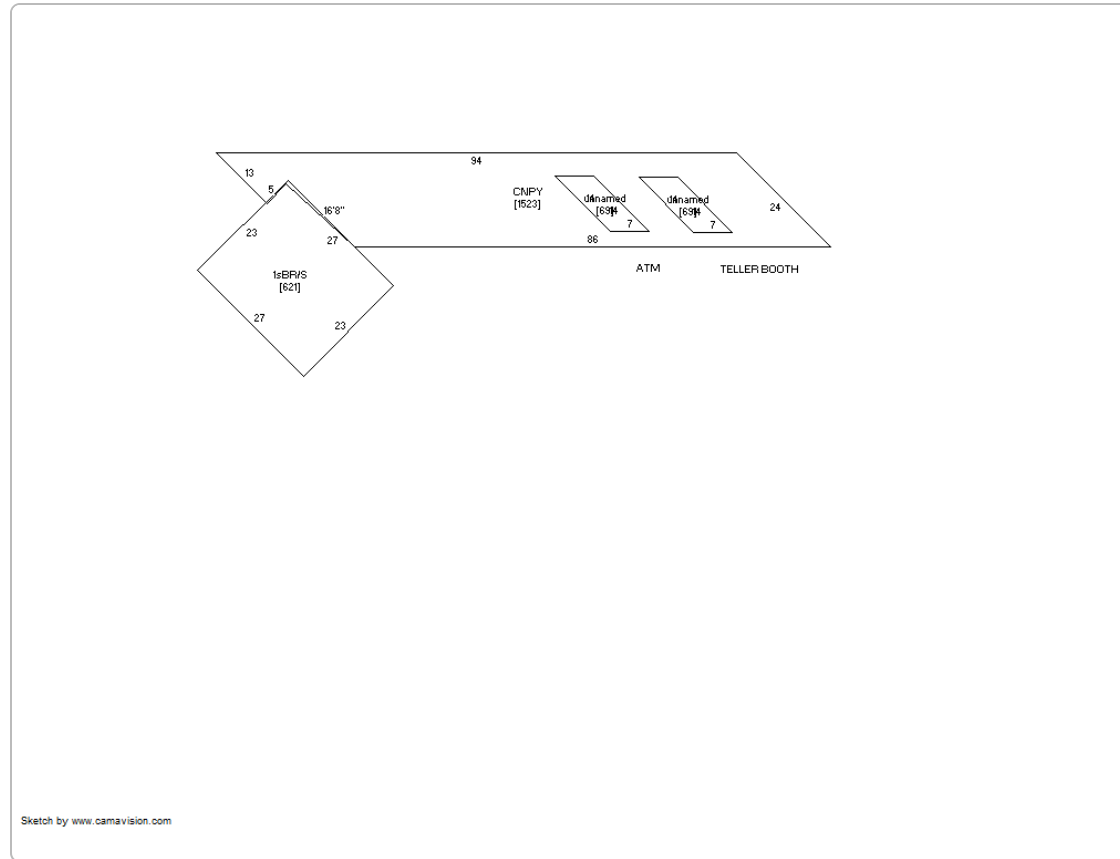 94
13
5
CNPY
[1523]
unnamed
unnamed
16'8"
24
7
7
23
27
86
ATM
TELLER BOOTH
1sBR/S
[621]
27
23
Sketch by www.camavision.com